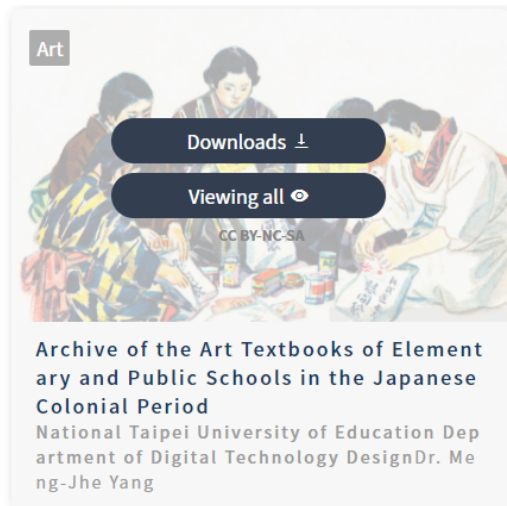 Art
Downloads
Viewing all
CC BY-NC-SA
Archive of the Art Textbooks of Element
ary and Public Schools in the Japanese
Colonial Period
National Taipei University of Education Dep
artment of Digital Technology DesignDr. Me
ng-Jhe Yang